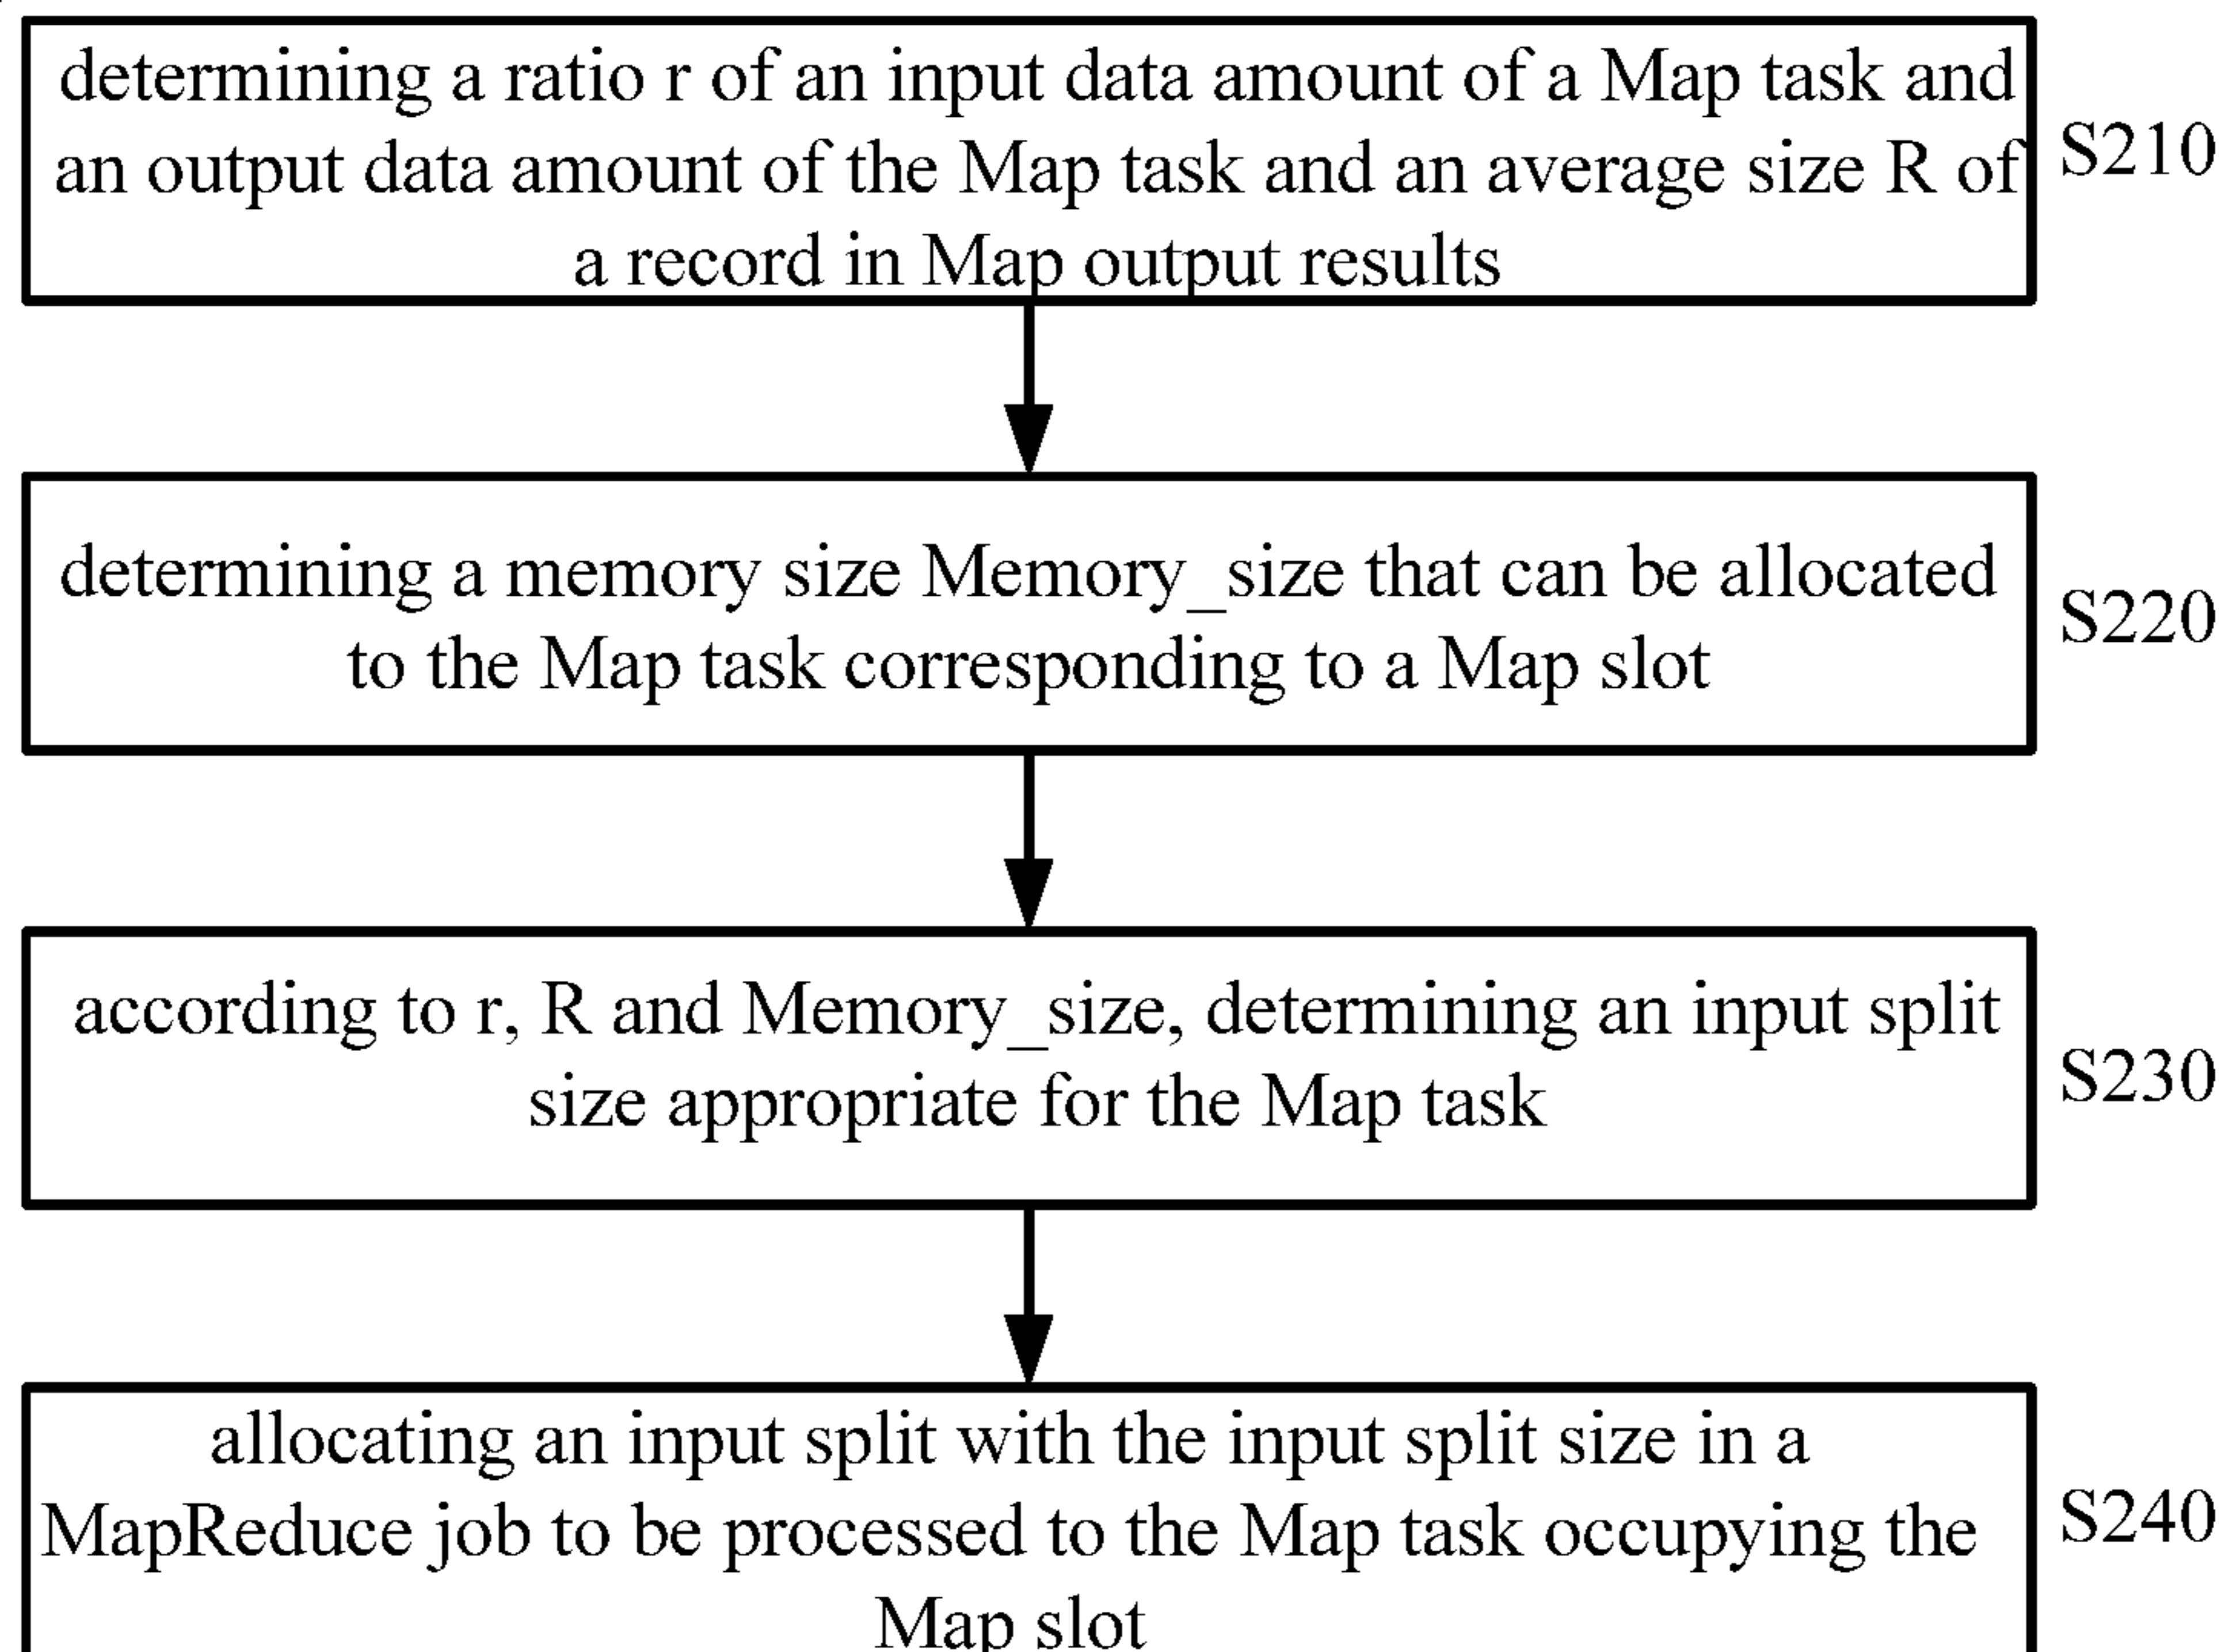 determining a ratio r of an input data amount of a Map task and
an output data amount of the Map task and an average size R of
a record in Map output results
S210
determining a memory size Memory_size that can be allocated
to the Map task corresponding to a Map slot
S220
according to r, R and Memory_size, determining an input split
size appropriate for the Map task
S230
allocating an input split with the input split size in a
MapReduce job to be processed to the Map task occupying the
Map slot
S240